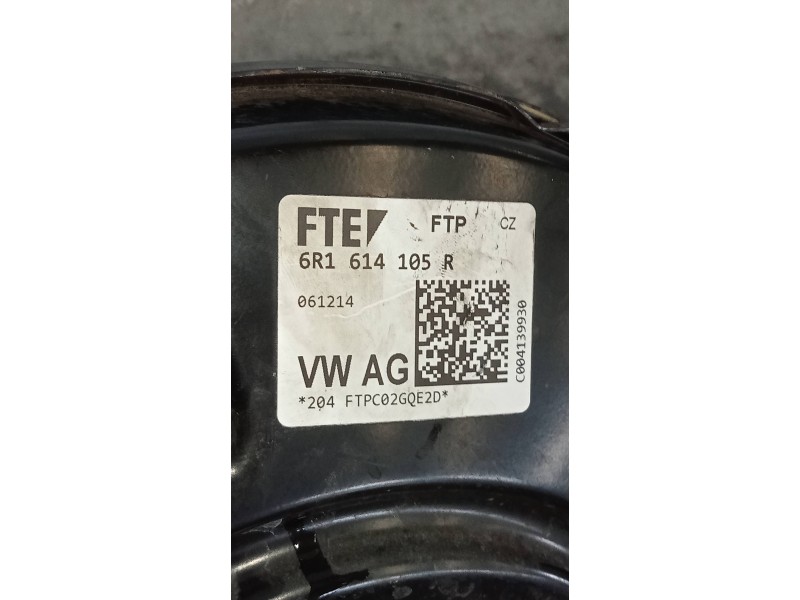 FTE FTP CZ
6R1 614 105 R
061214
C004139930
VW AG
*204 FTPC02GQE2D*